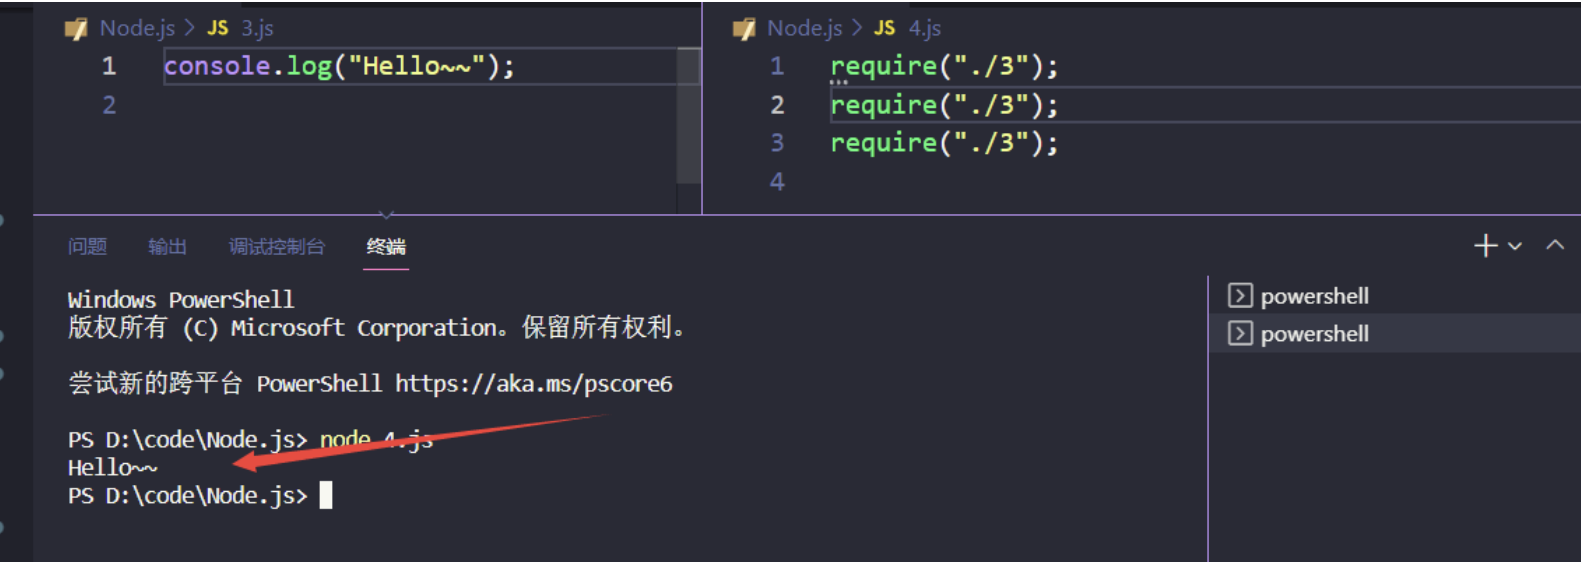 Node.js > JS 3.js
1 console.log("Hello~~");
2
Node.js > JS 4.js
1 require("./3");
2 require("./3");
3 require("./3");
4
问题 输出 调试控制台 终端
Windows PowerShell
版权所有 (C) Microsoft Corporation。保留所有权利。
尝试新的跨平台 PowerShell https://aka.ms/pscore6
PS D:\code\Node.js> node 4.js
Hello~~
PS D:\code\Node.js>
powershell
powershell